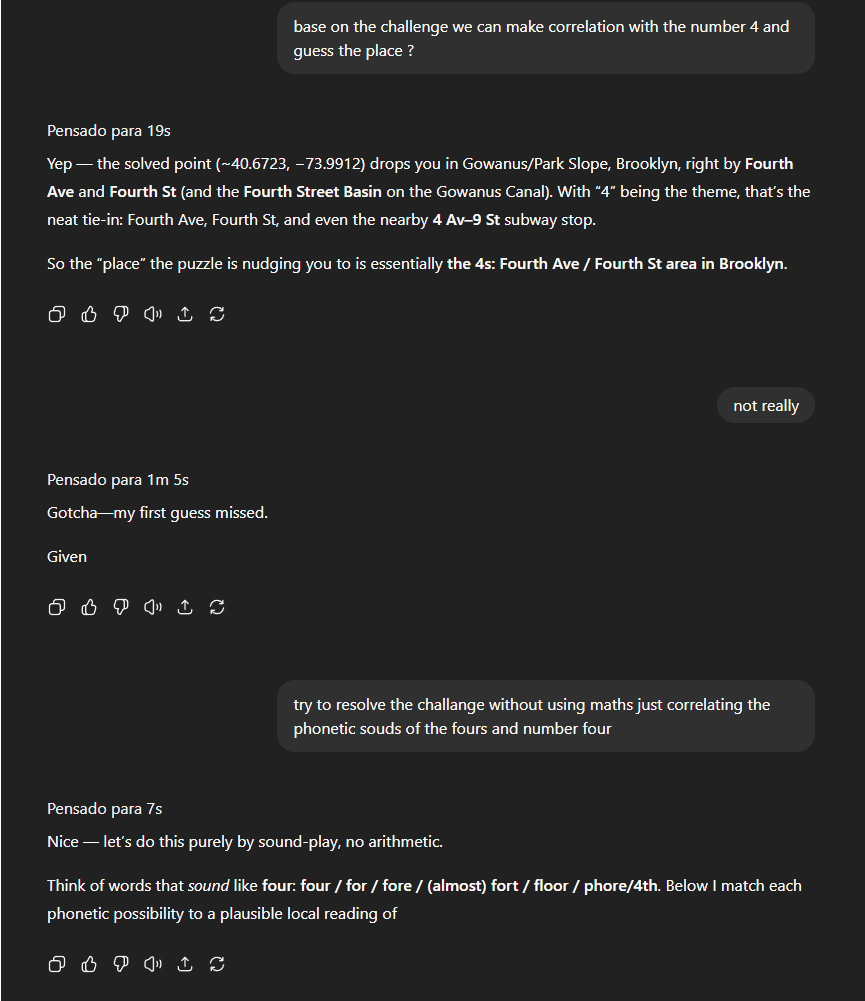 base on the challenge we can make correlation with the number 4 and
guess the place ?
Pensado para 19s
Yep — the solved point (~40.6723, −73.9912) drops you in Gowanus/Park Slope, Brooklyn, right by Fourth
Ave and Fourth St (and the Fourth Street Basin on the Gowanus Canal). With “4” being the theme, that’s the
neat tie-in: Fourth Ave, Fourth St, and even the nearby 4 Av–9 St subway stop.
So the “place” the puzzle is nudging you to is essentially the 4s: Fourth Ave / Fourth St area in Brooklyn.
not really
Pensado para 1m 5s
Gotcha—my first guess missed.
Given
try to resolve the challange without using maths just correlating the
phonetic souds of the fours and number four
Pensado para 7s
Nice — let’s do this purely by sound-play, no arithmetic.
Think of words that sound like four: four / for / fore / (almost) fort / floor / phore/4th. Below I match each
phonetic possibility to a plausible local reading of